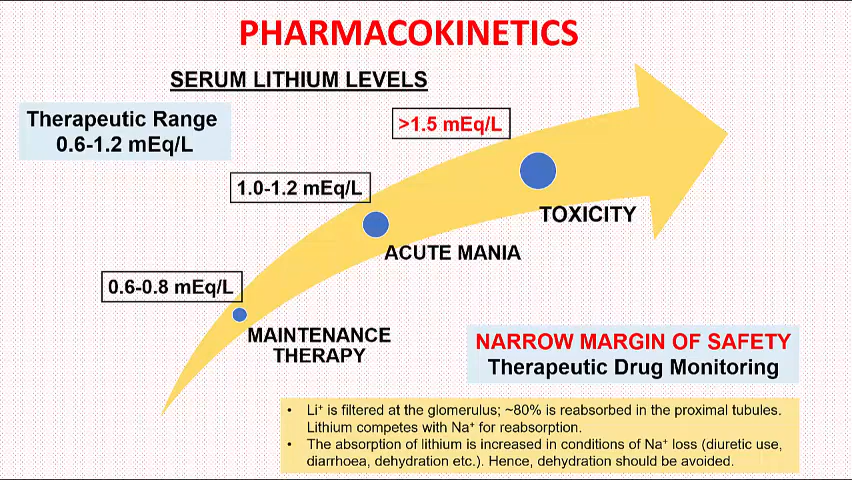 PHARMACOKINETICS
SERUM LITHIUM LEVELS
Therapeutic Range
0.6-1.2 mEq/L
>1.5 mEq/L
1.0-1.2 mEq/L
TOXICITY
ACUTE MANIA
0.6-0.8 mEq/L
MAINTENANCE
THERAPY
NARROW MARGIN OF SAFETY
Therapeutic Drug Monitoring
• Li⁺ is filtered at the glomerulus; ~80% is reabsorbed in the proximal tubules.
Lithium competes with Na⁺ for reabsorption.
• The absorption of lithium is increased in conditions of Na⁺ loss (diuretic use,
diarrhoea, dehydration etc.). Hence, dehydration should be avoided.